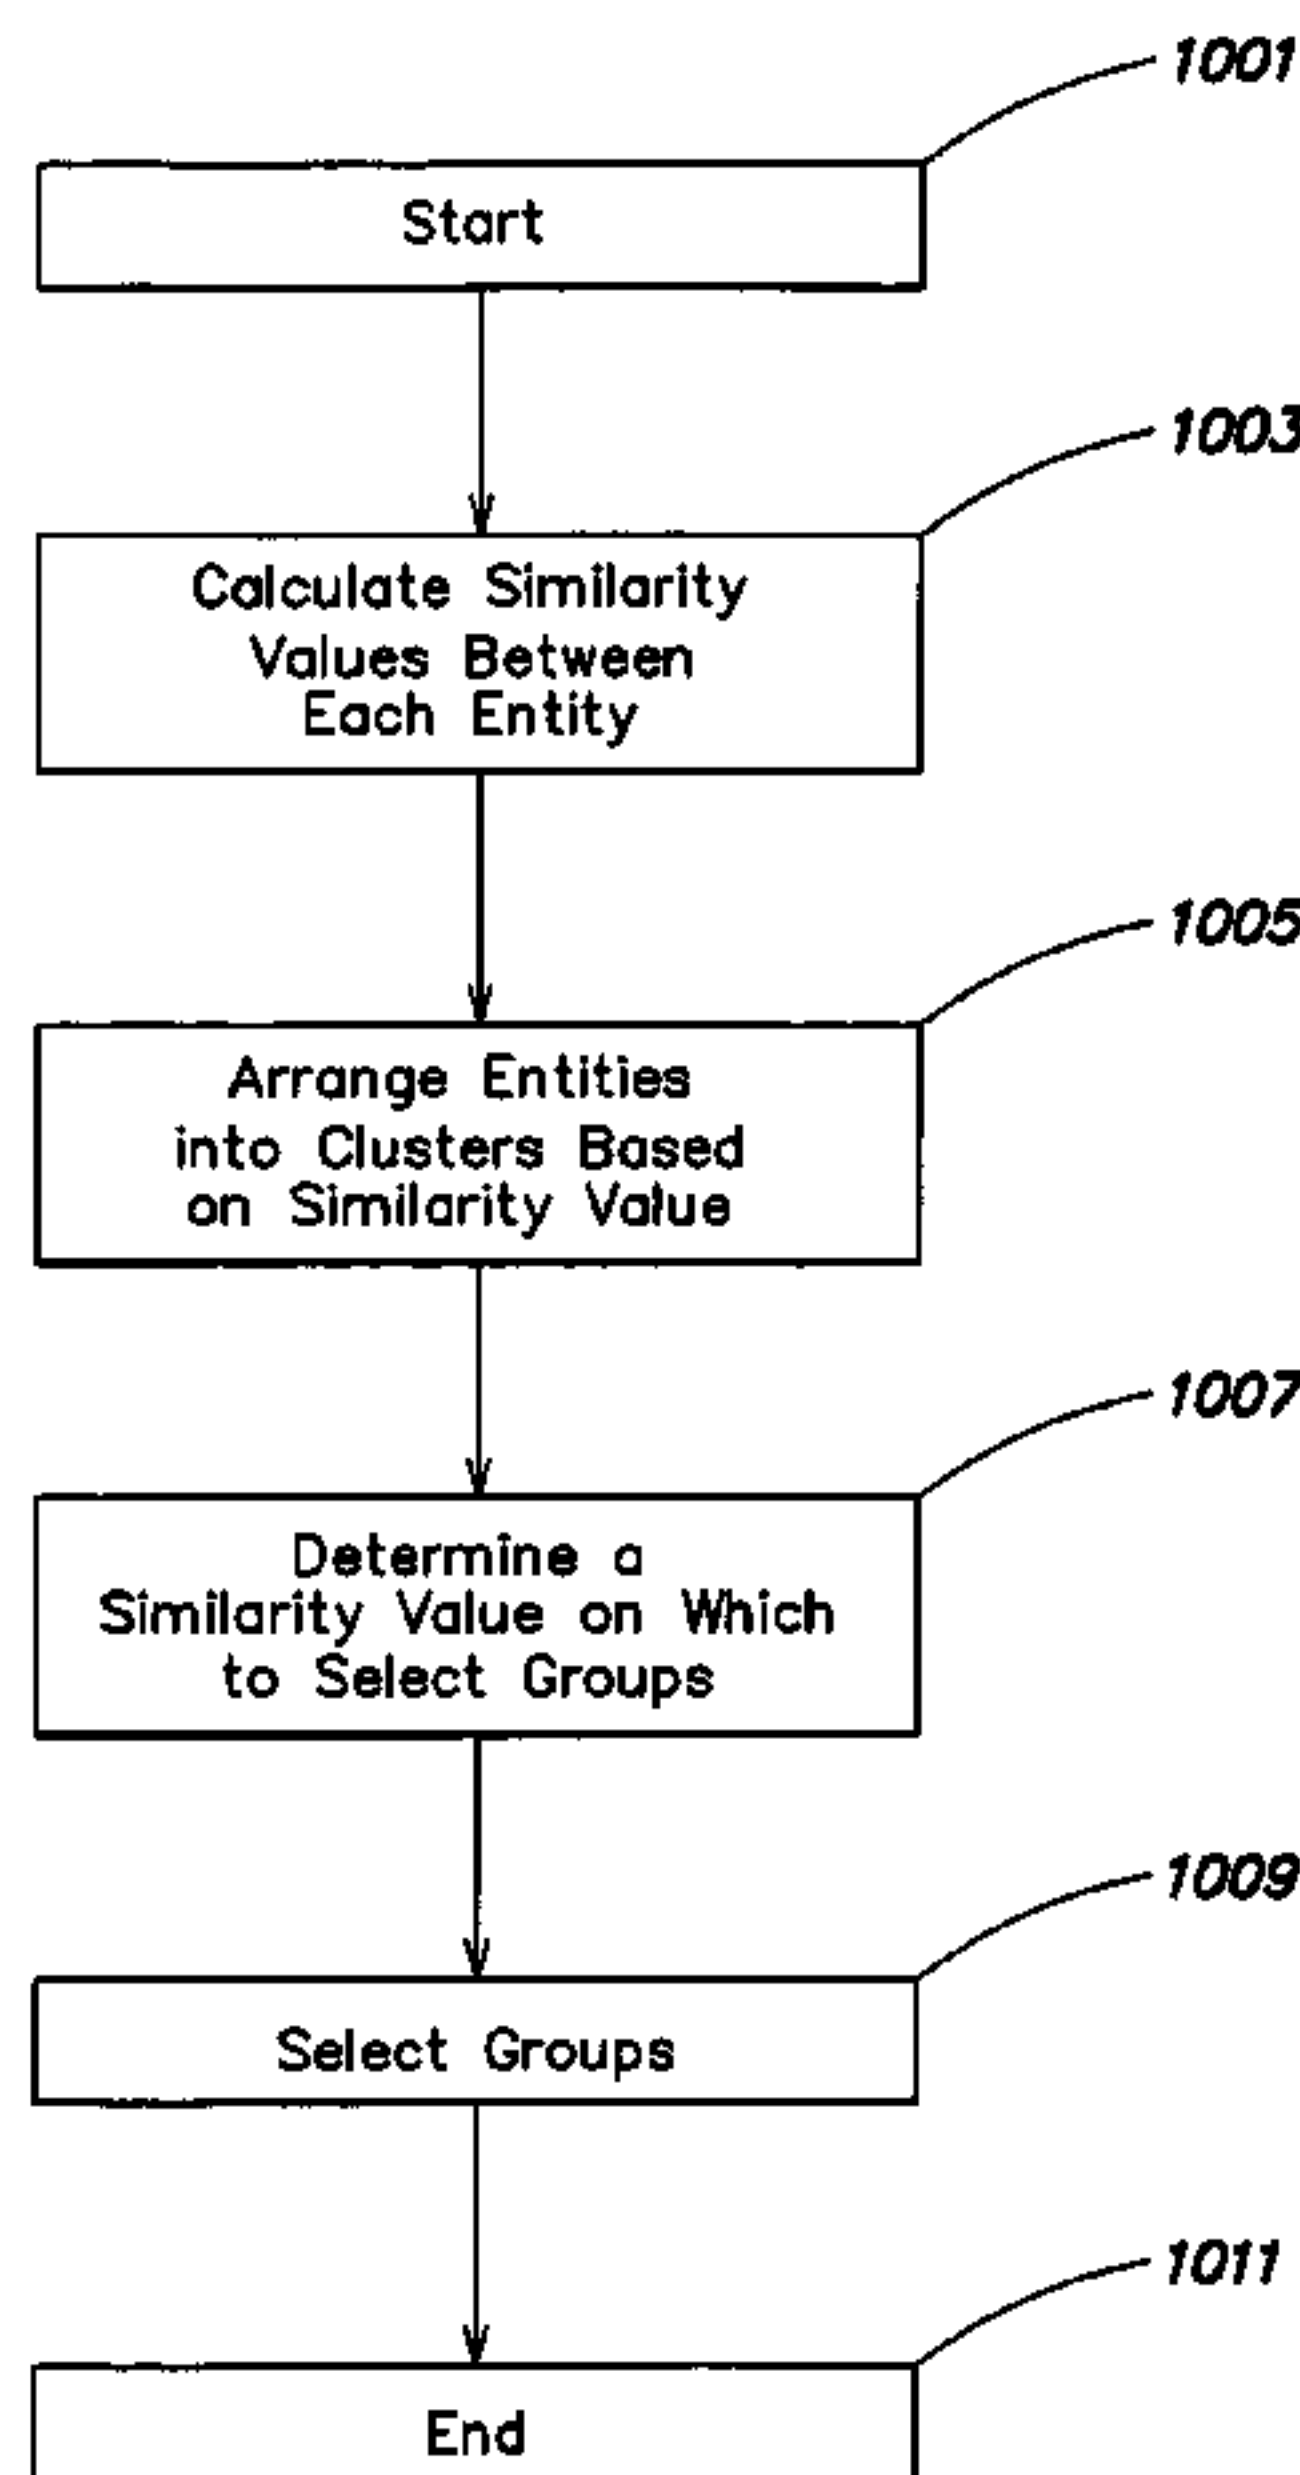 1001
Start
1003
Calculate Similarity
Values Between
Each Entity
1005
Arrange Entities
into Clusters Based
on Similarity Value
1007
Determine a
Similarity Value on Which
to Select Groups
1009
Select Groups
1011
End